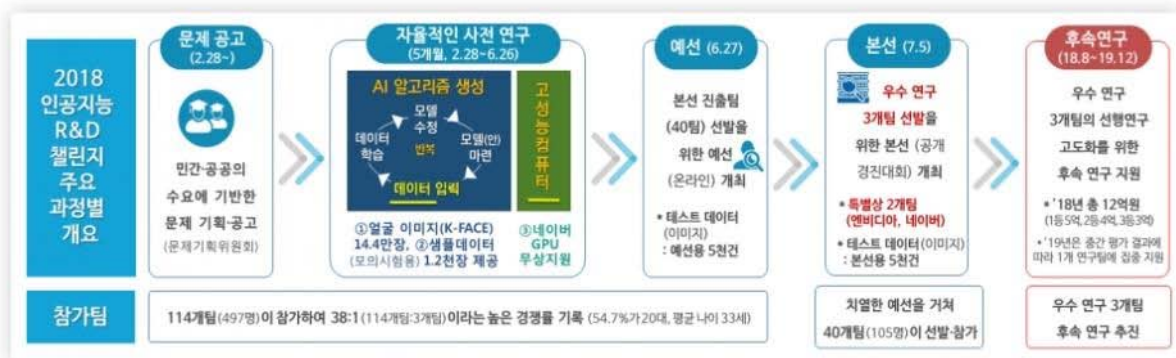 2018
인공지능
R&D
챌린지
주요
과정별
개요
문제 공고
(2.28~)
민간·공공의
수요에 기반한
문제 기획·공고
(문제기획위원회)
자율적인 사전 연구
(5개월, 2.28~6.26)
AI 알고리즘 생성
모델
수정
데이터
학습
반복
모델(안)
마련
데이터 입력
고성능컴퓨터
①얼굴 이미지(K-FACE)
14.4만장, ②샘플데이터
(모의시험용) 1.2천장 제공
③네이버
GPU
무상지원
예선 (6.27)
본선 진출팀
(40팀) 선발을
위한 예선
(온라인) 개최
* 테스트 데이터
(이미지)
: 예선용 5천건
본선 (7.5)
우수 연구
3개팀 선발을
위한 본선 (공개
경진대회) 개최
* 특별상 2개팀
(엔비디아, 네이버)
* 테스트 데이터(이미지)
: 본선용 5천건
후속연구
(18.8~19.12)
우수 연구
3개팀의 선행연구
고도화를 위한
후속 연구 지원
* '18년 총 12억원
(1등5억, 2등4억, 3등3억)
* '19년은 중간 평가 결과에
따라 1개 연구팀에 집중 지원
참가팀
114개팀(497명)이 참가하여 38:1(114개팀:3개팀)이라는 높은 경쟁률 기록 (54.7%가 20대, 평균 나이 33세)
치열한 예선을 거쳐
40개팀(105명)이 선발·참가
우수 연구 3개팀
후속 연구 추진